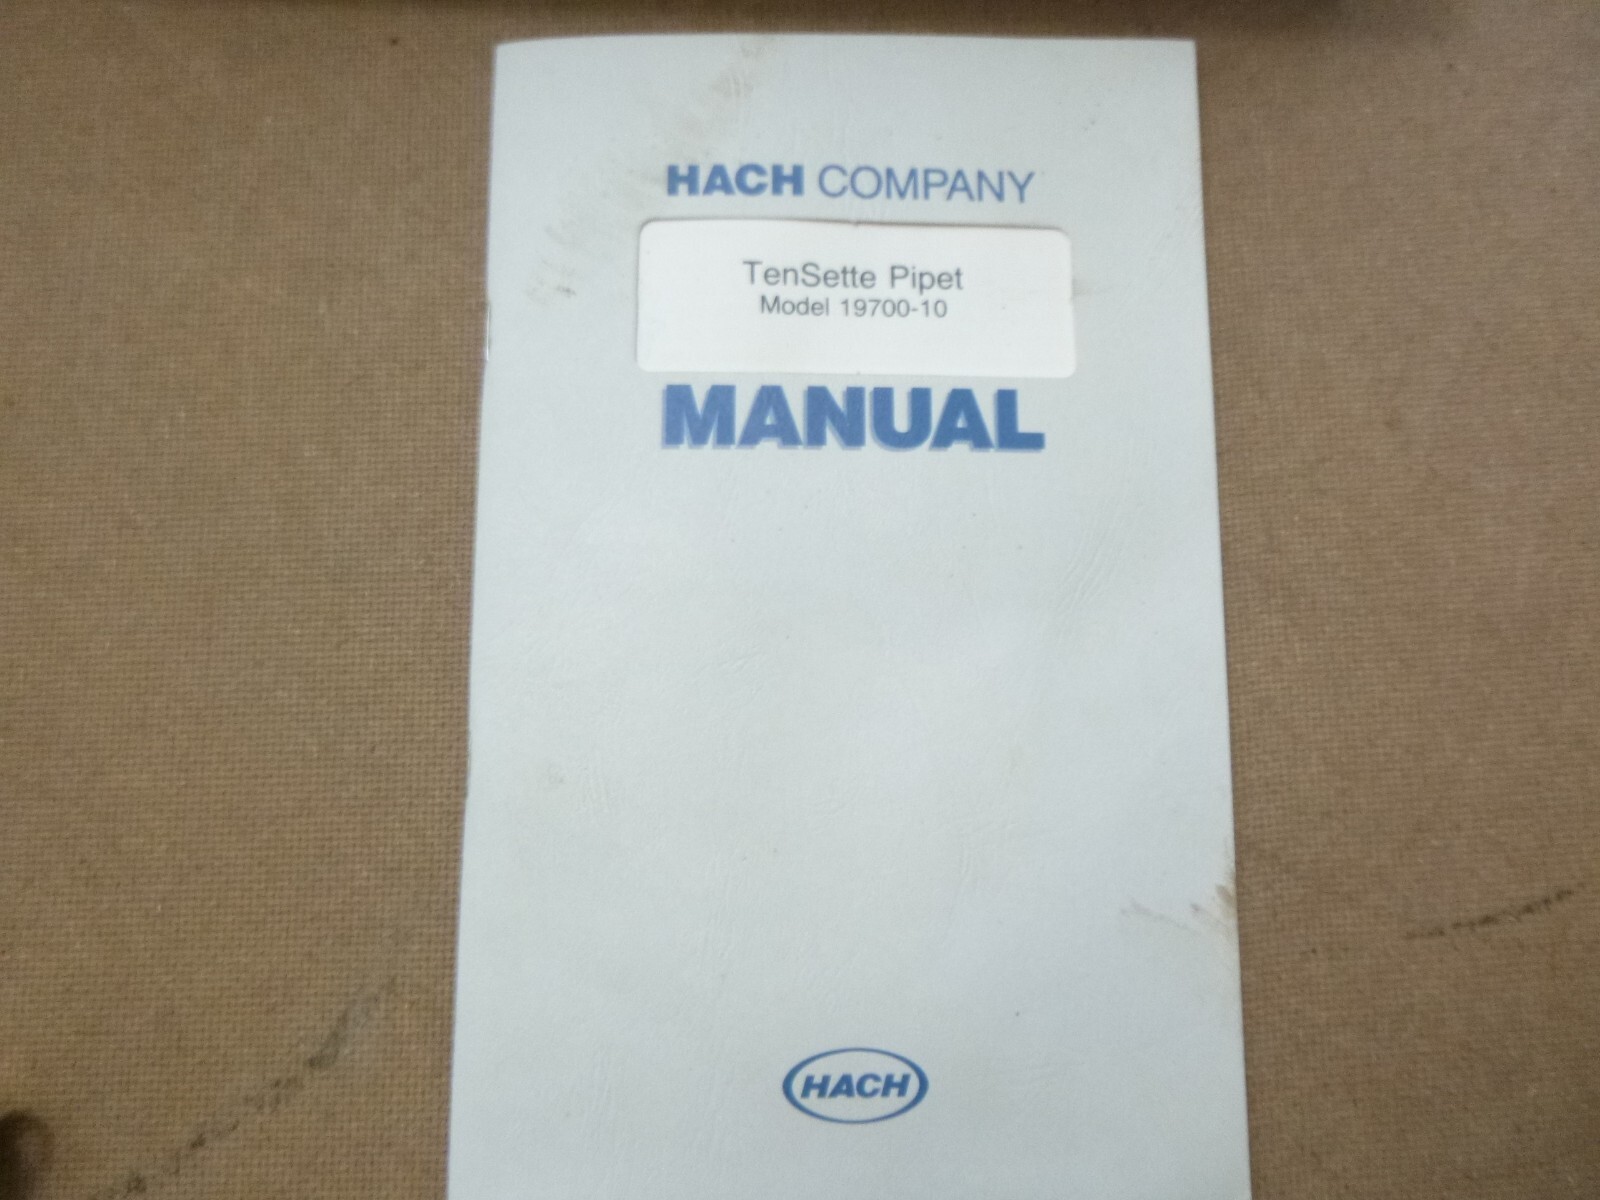 HACH COMPANY
TenSette Pipet
Model 19700-10
MANUAL
HACH